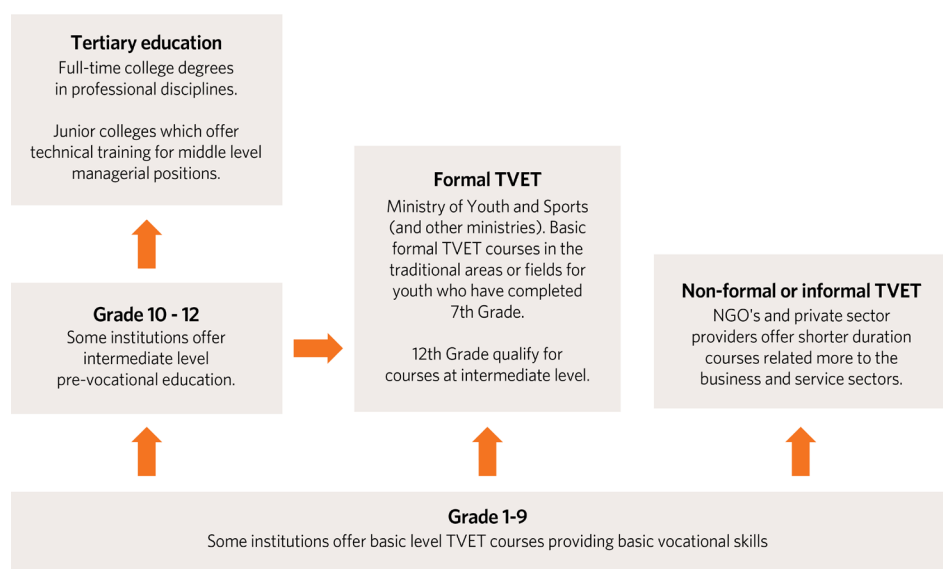 Tertiary education
Full-time college degrees
in professional disciplines.
Junior colleges which offer
technical training for middle level
managerial positions.
Formal TVET
Ministry of Youth and Sports
(and other ministries). Basic
formal TVET courses in the
traditional areas or fields for
youth who have completed
7th Grade.
12th Grade qualify for
courses at intermediate level.
Grade 10 - 12
Some institutions offer
intermediate level
pre-vocational education.
Non-formal or informal TVET
NGO's and private sector
providers offer shorter duration
courses related more to the
business and service sectors.
Grade 1-9
Some institutions offer basic level TVET courses providing basic vocational skills